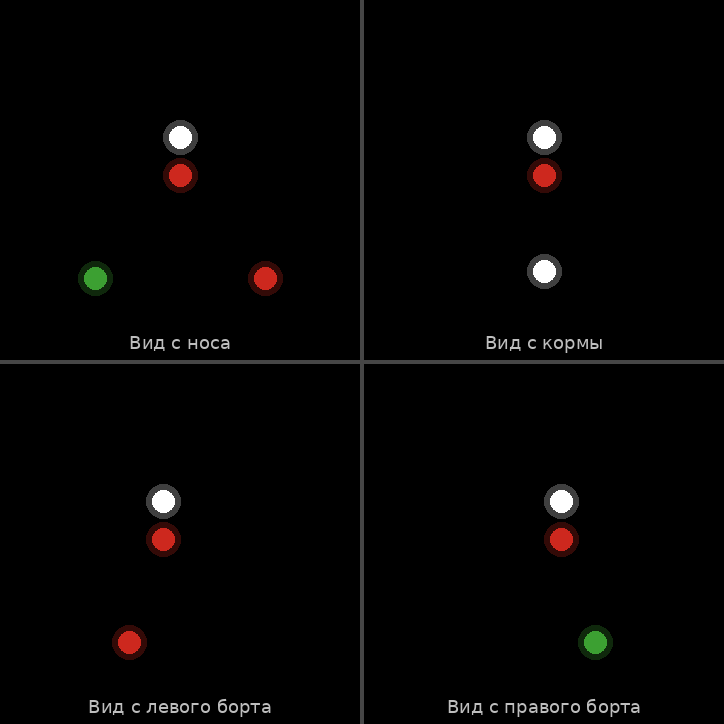 Вид с носа
Вид с кормы
Вид с левого борта
Вид с правого борта